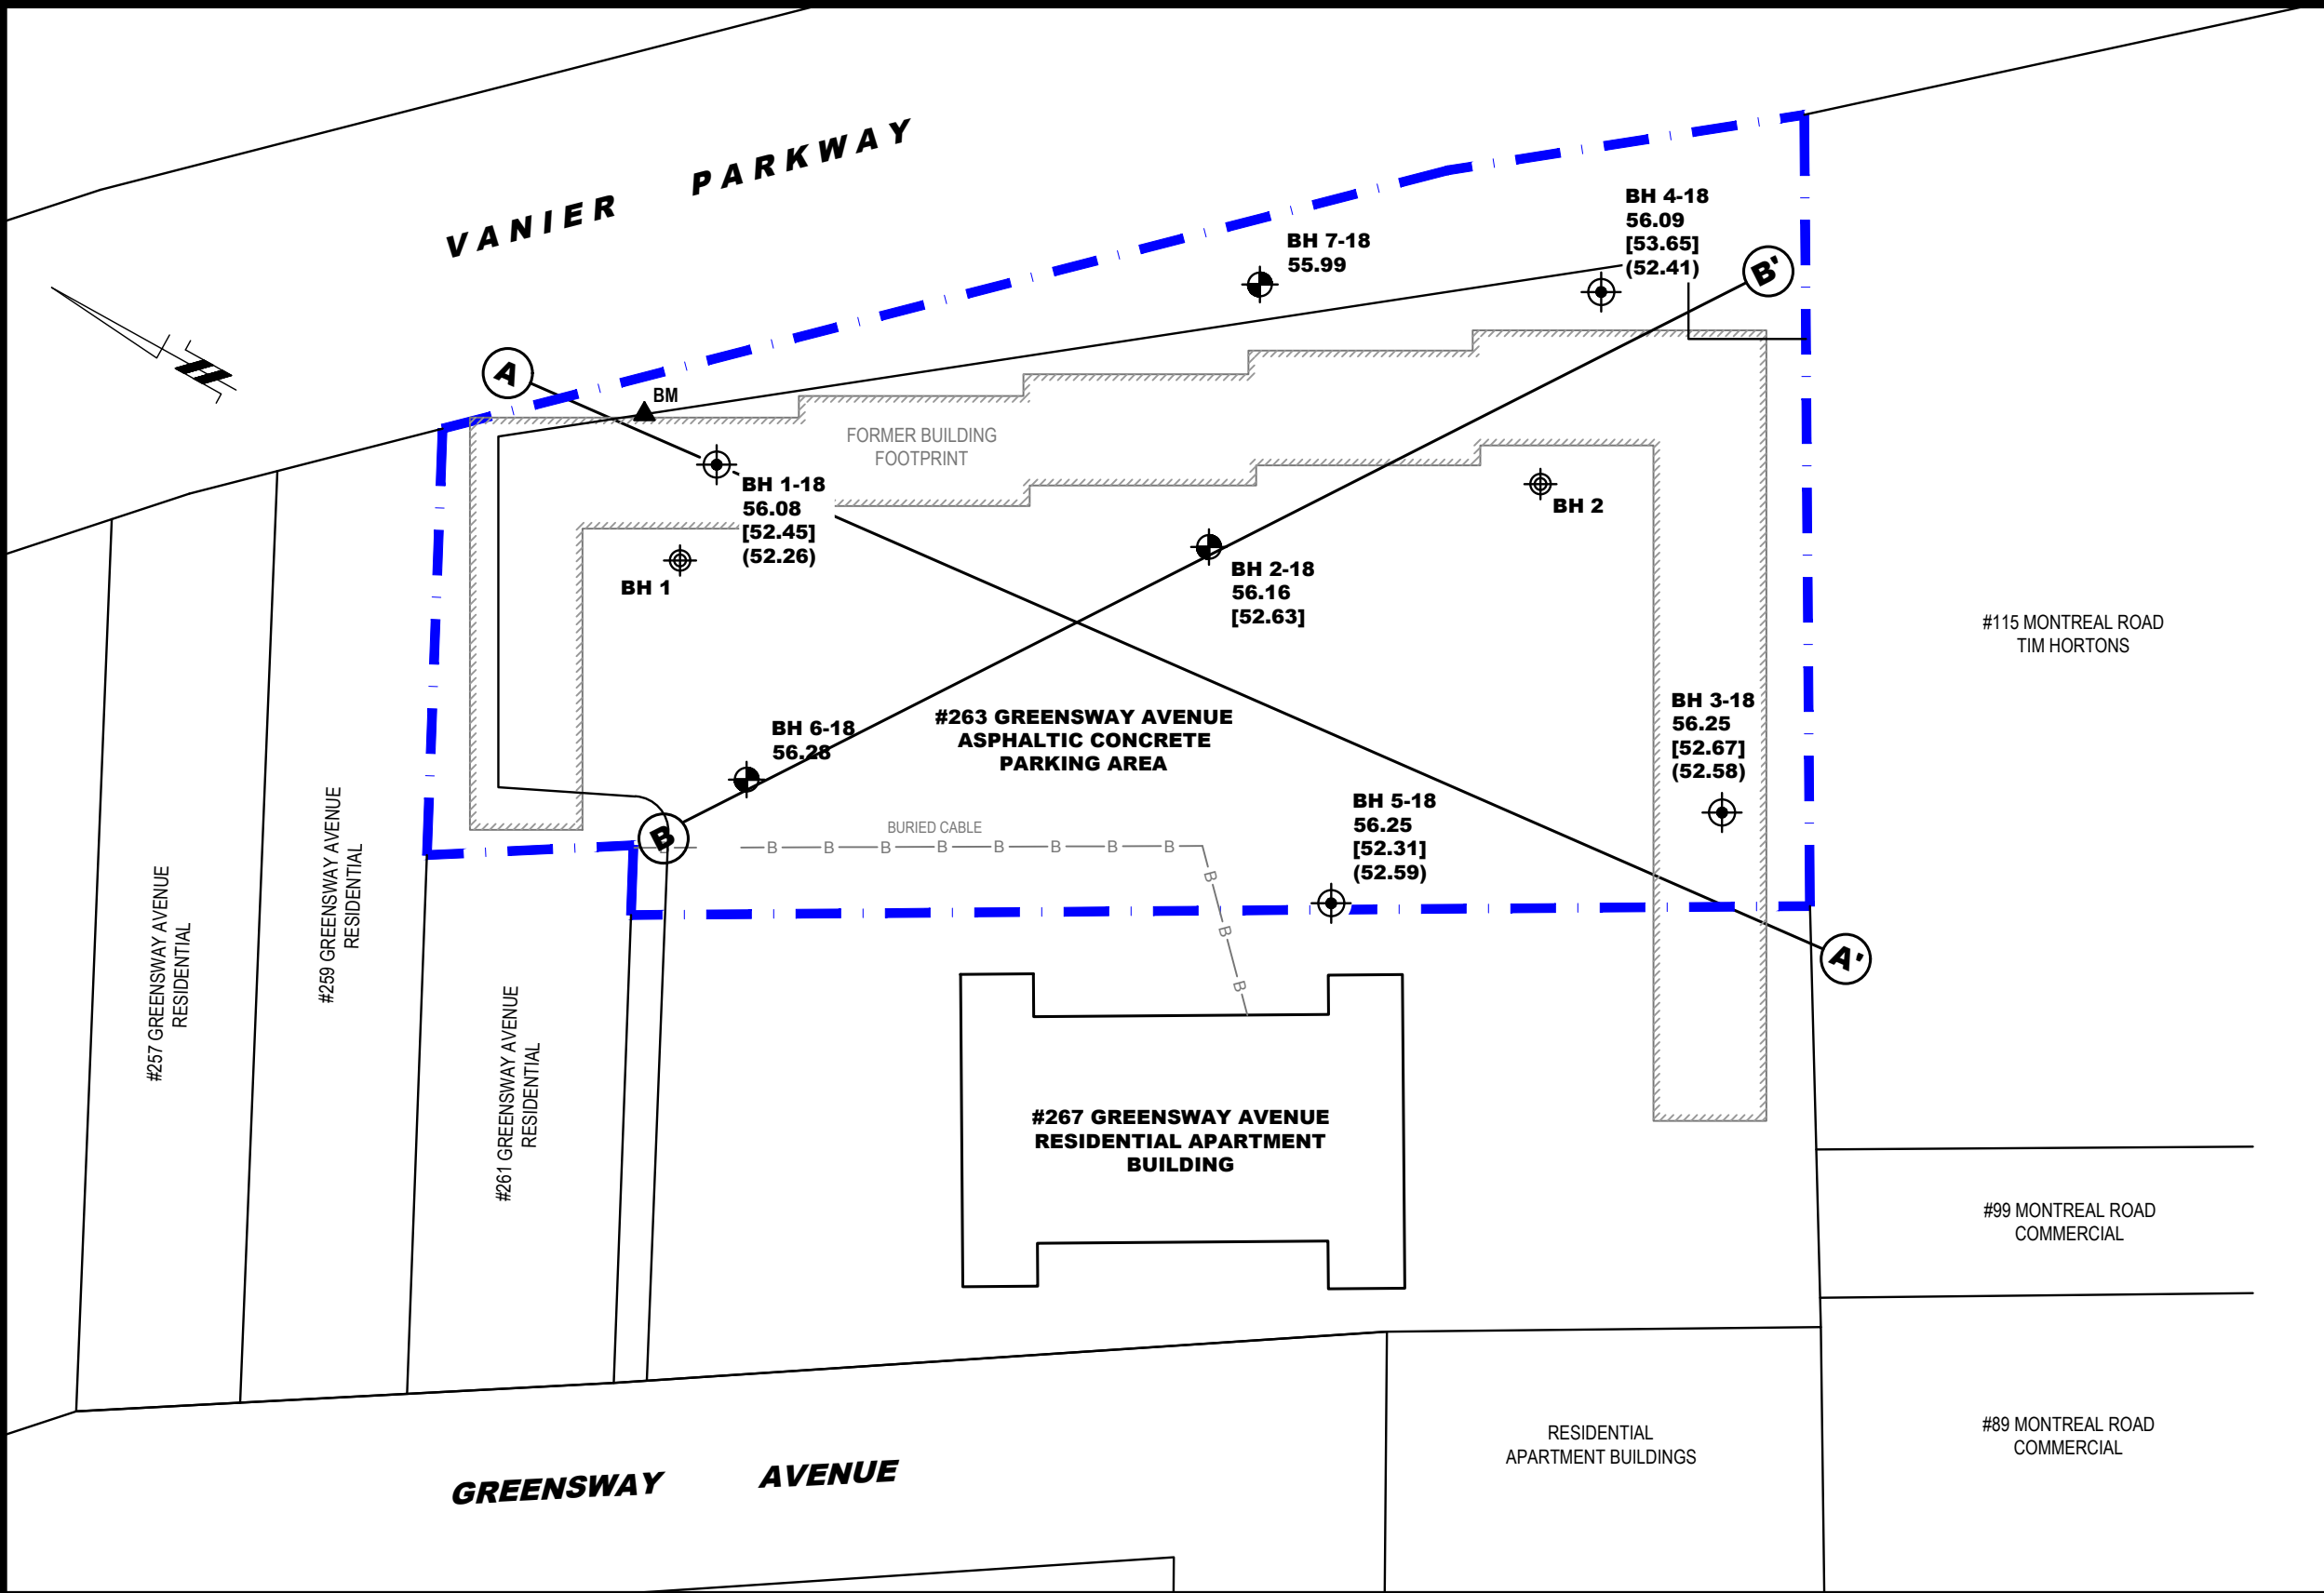 VANIER PARKWAY
BH 4-18
56.09
[53.65]
(52.41)
BH 7-18
55.99
B'
A
BM
FORMER BUILDING
FOOTPRINT
BH 1-18
56.08
[52.45]
(52.26)
BH 1
BH 2
BH 2-18
56.16
[52.63]
#115 MONTREAL ROAD
TIM HORTONS
BH 3-18
56.25
[52.67]
(52.58)
BH 6-18
56.28
#263 GREENSWAY AVENUE
ASPHALTIC CONCRETE
PARKING AREA
B
BURIED CABLE
B B B B B B B B
B
B
B
BH 5-18
56.25
[52.31]
(52.59)
A'
#257 GREENSWAY AVENUE
RESIDENTIAL
#259 GREENSWAY AVENUE
RESIDENTIAL
#261 GREENSWAY AVENUE
RESIDENTIAL
#267 GREENSWAY AVENUE
RESIDENTIAL APARTMENT
BUILDING
#99 MONTREAL ROAD
COMMERCIAL
RESIDENTIAL
APARTMENT BUILDINGS
#89 MONTREAL ROAD
COMMERCIAL
GREENSWAY AVENUE